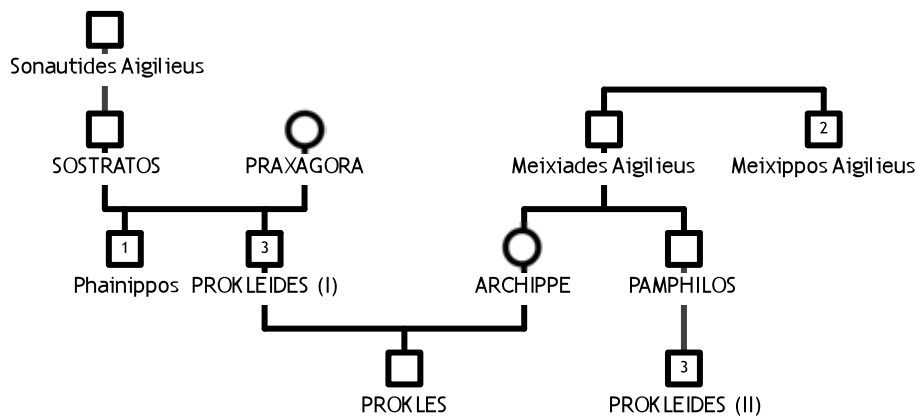 Sonautides Aigilieus
2
SOSTRATOS PRAXAGORA Meixiades Aigilieus Meixippos Aigilieus
1 3
Phainippos PROKLEIDES (I) ARCHIPPE PAMPHILOS
3
PROKLES PROKLEIDES (II)